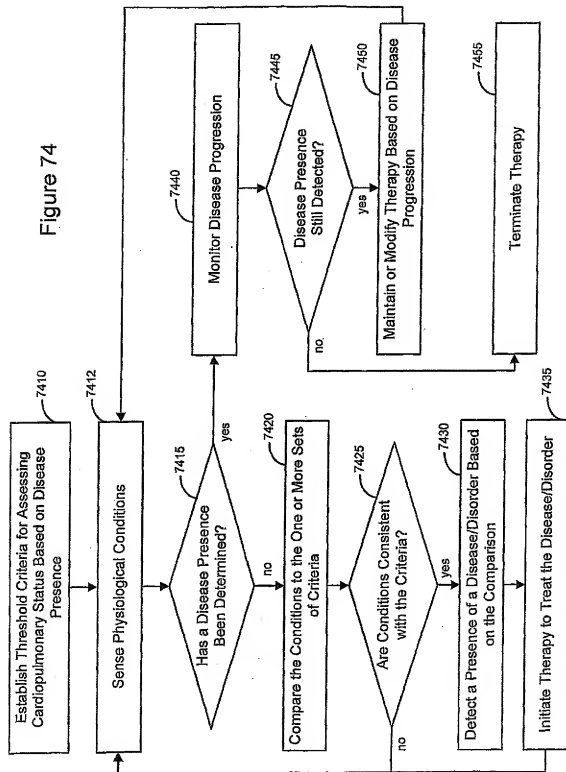 Figure 74
7410
Establish Threshold Criteria for Assessing
Cardiopulmonary Status Based on Disease
Presence
7412
Sense Physiological Conditions
7415
Has a Disease Presence
Been Determined?
yes
no
7420
Compare the Conditions to the One or More Sets
of Criteria
7425
Are Conditions Consistent
with the Criteria?
no
yes
7430
Detect a Presence of a Disease/Disorder Based
on the Comparison
7435
Initiate Therapy to Treat the Disease/Disorder
7440
Monitor Disease Progression
7445
Disease Presence
Still Detected?
no
yes
7450
Maintain or Modify Therapy Based on Disease
Progression
7455
Terminate Therapy